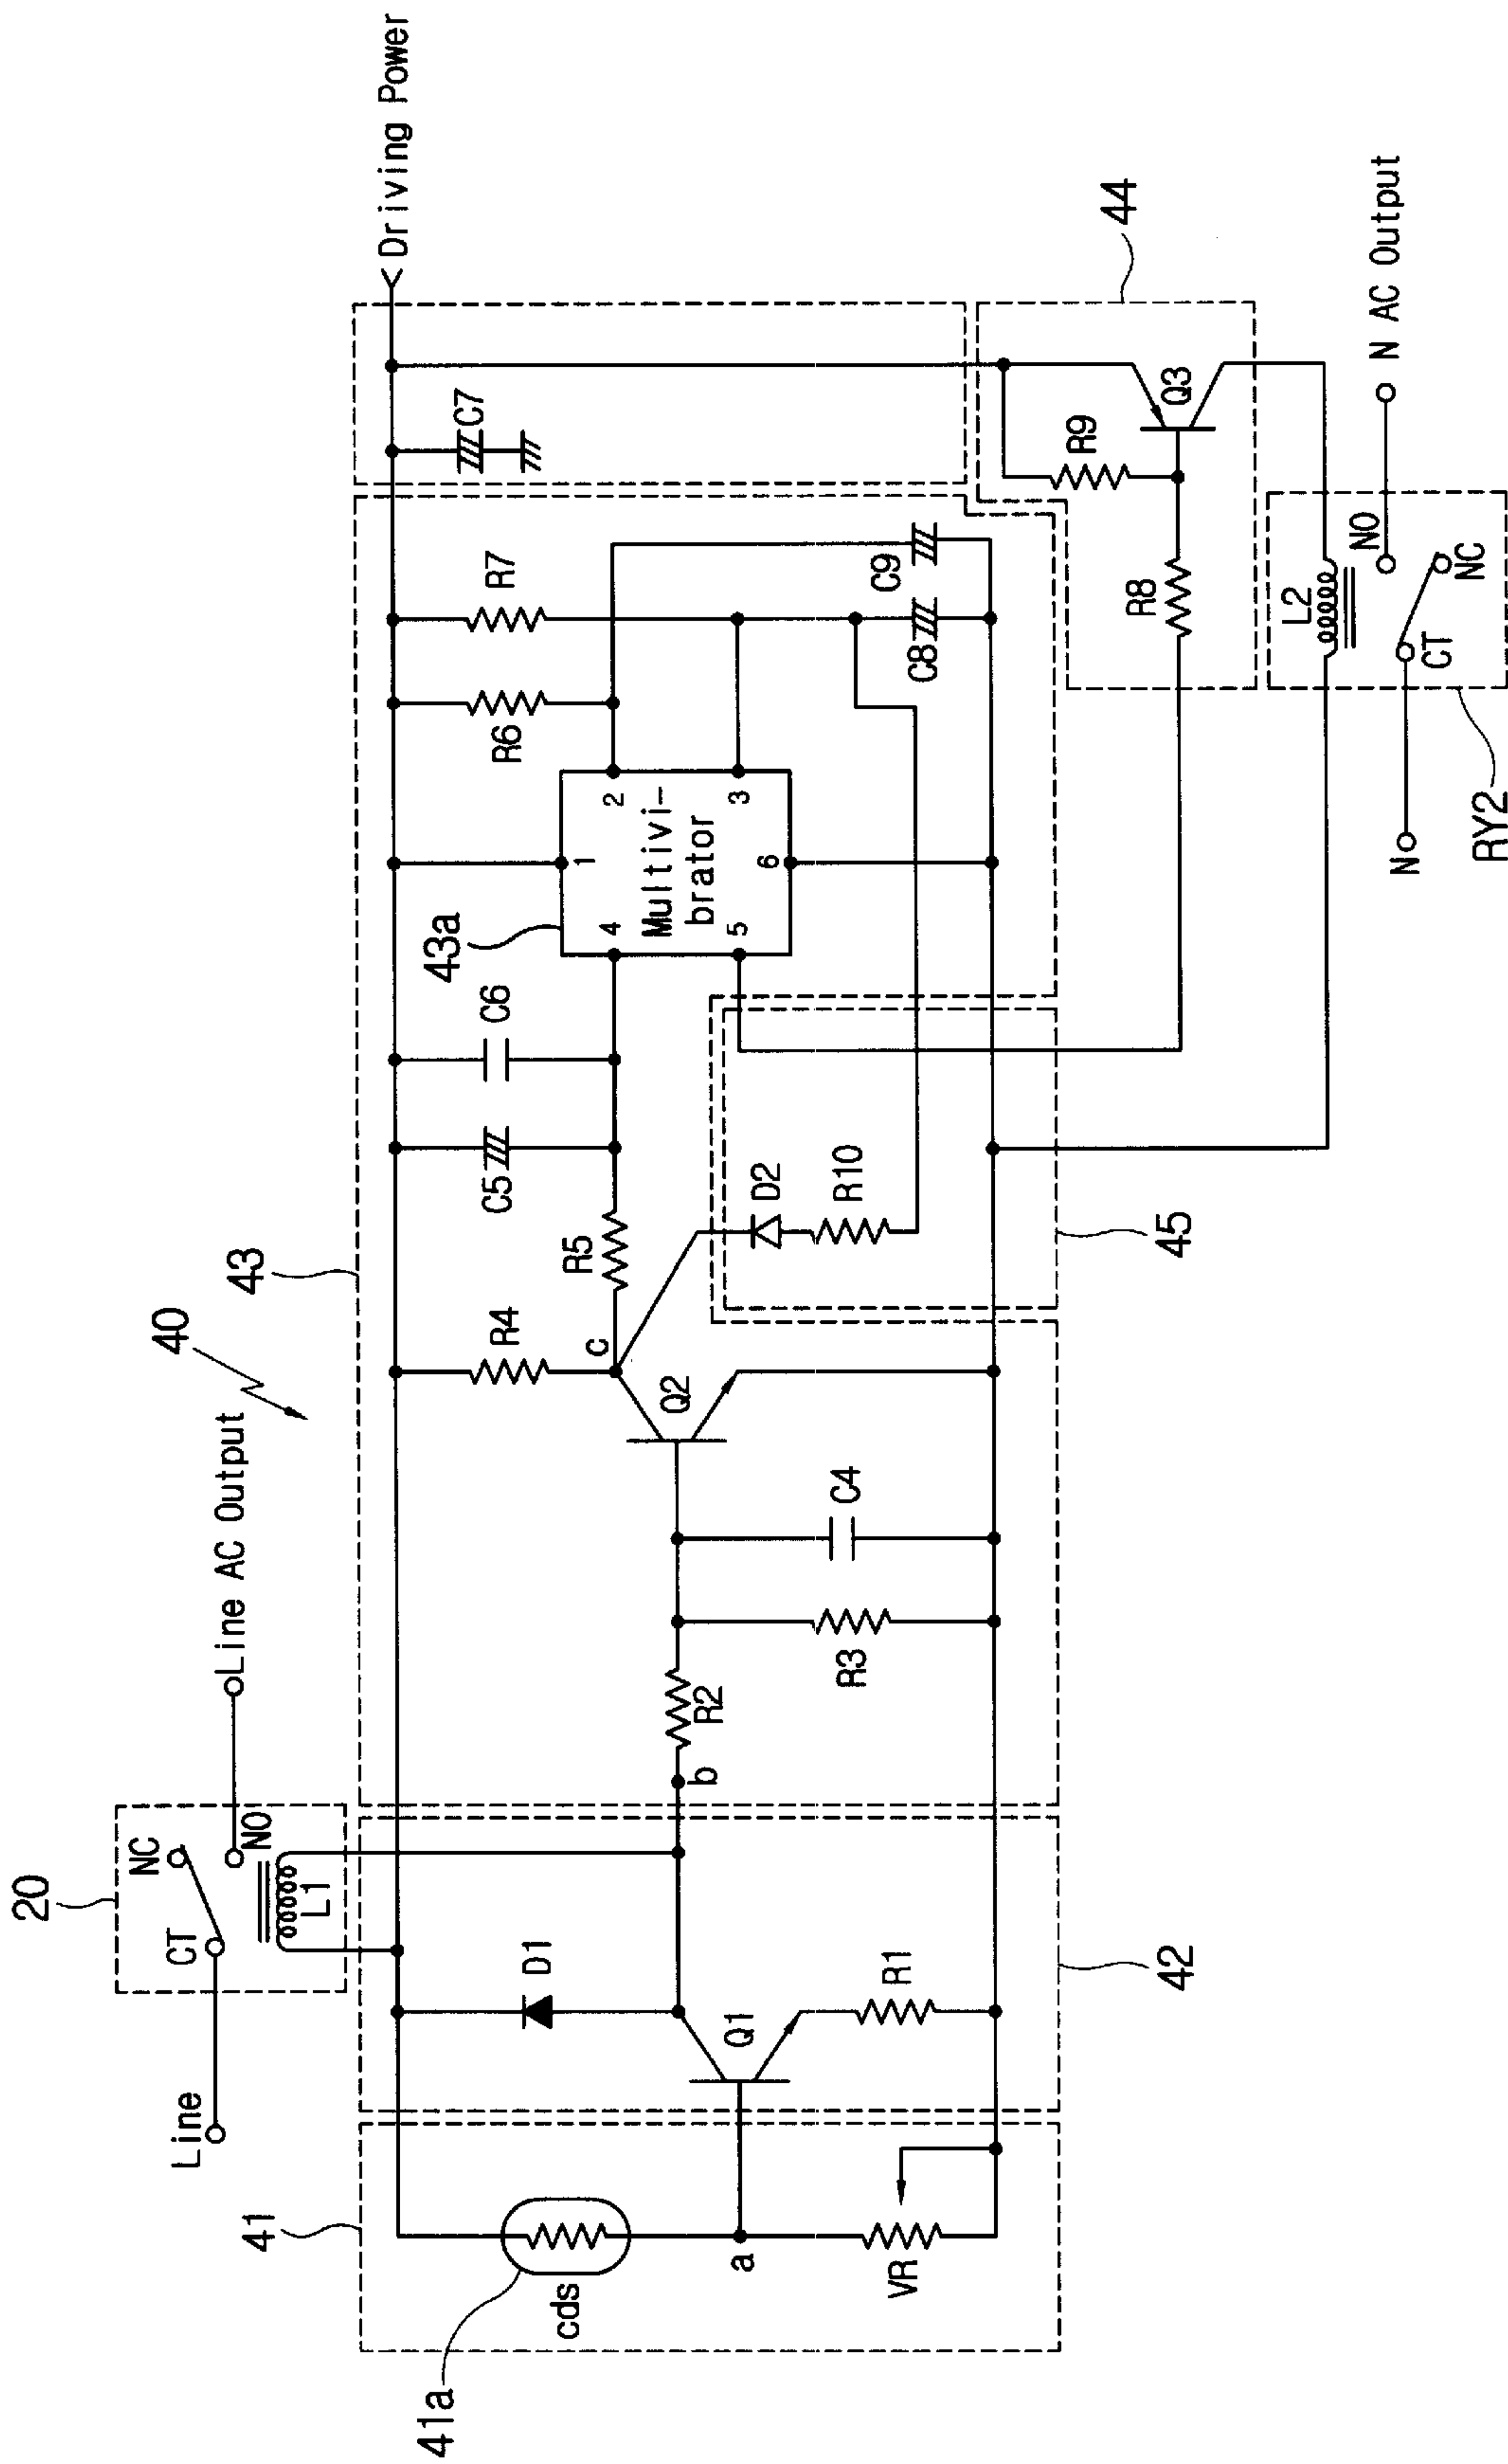 40
20
NC
CT
NO
L1
Line
Line AC Output
43
41
41a
cds
a
VR
D1
Q1
R1
42
b
R2
R3
C4
Q2
c
R4
R5
C5
C6
43a
Multivi-
brator
1
2
3
4
5
6
R6
R7
C7
Driving Power
C8
C9
D2
R10
45
R8
R9
Q3
44
L2
NO
CT
NC
N
N AC Output
RY2